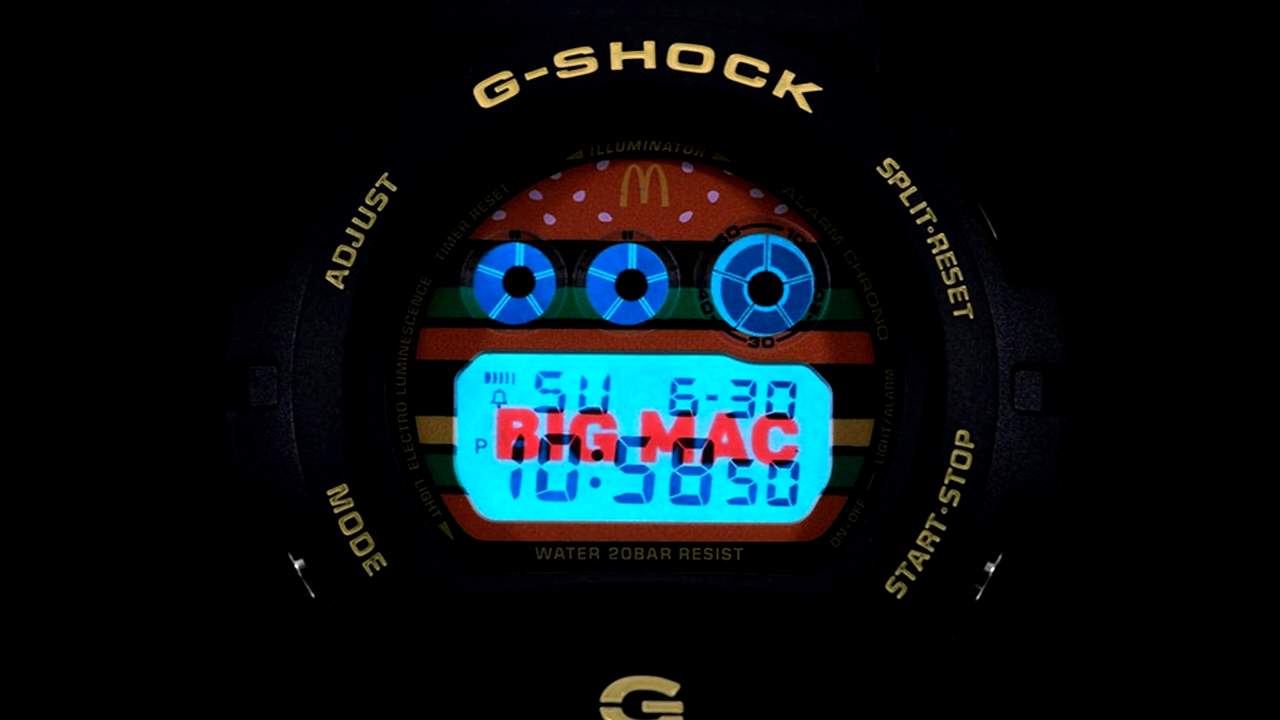 G-SHOCK
ILLUMINATOR
ADJUST
TIMER RESET
ALARM CHRONO
SPLIT·RESET
30
SU 6-30
BIG MAC
P 10:58 50
ELECTRO LUMINESCENCE
LIGHT
LIGHT/ALARM
ON·OFF
MODE
START·STOP
WATER 20BAR RESIST
G